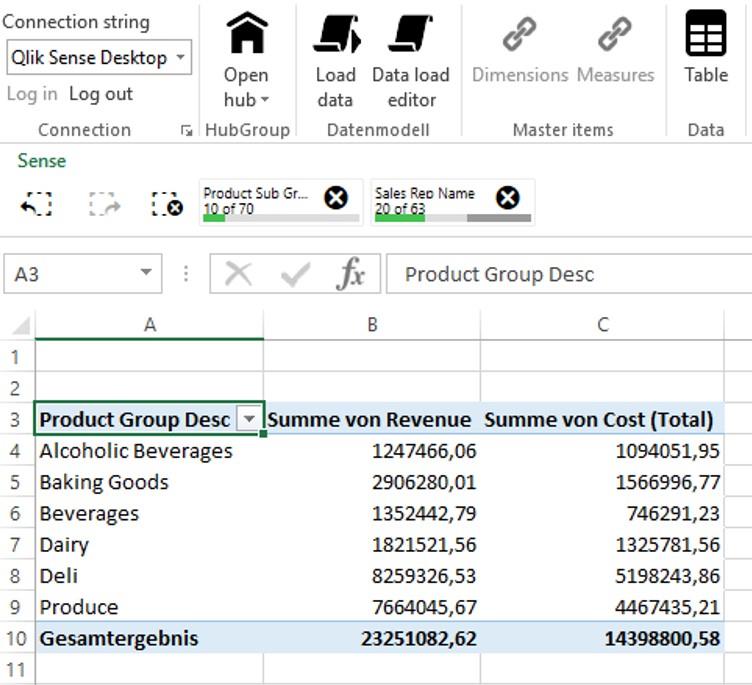 Connection string
Qlik Sense Desktop
Log in Log out
Connection
Open
hub
HubGroup
Load
data
Data load
editor
Datenmodell
Dimensions Measures
Master items
Table
Data
Sense
Product Sub Gr...
10 of 70
Sales Rep Name
20 of 63
A3
fx
Product Group Desc
A B C
1
2
3 Product Group Desc Summe von Revenue Summe von Cost (Total)
4 Alcoholic Beverages 1247466,06 1094051,95
5 Baking Goods 2906280,01 1566996,77
6 Beverages 1352442,79 746291,23
7 Dairy 1821521,56 1325781,56
8 Deli 8259326,53 5198243,86
9 Produce 7664045,67 4467435,21
10 Gesamtergebnis 23251082,62 14398800,58
11